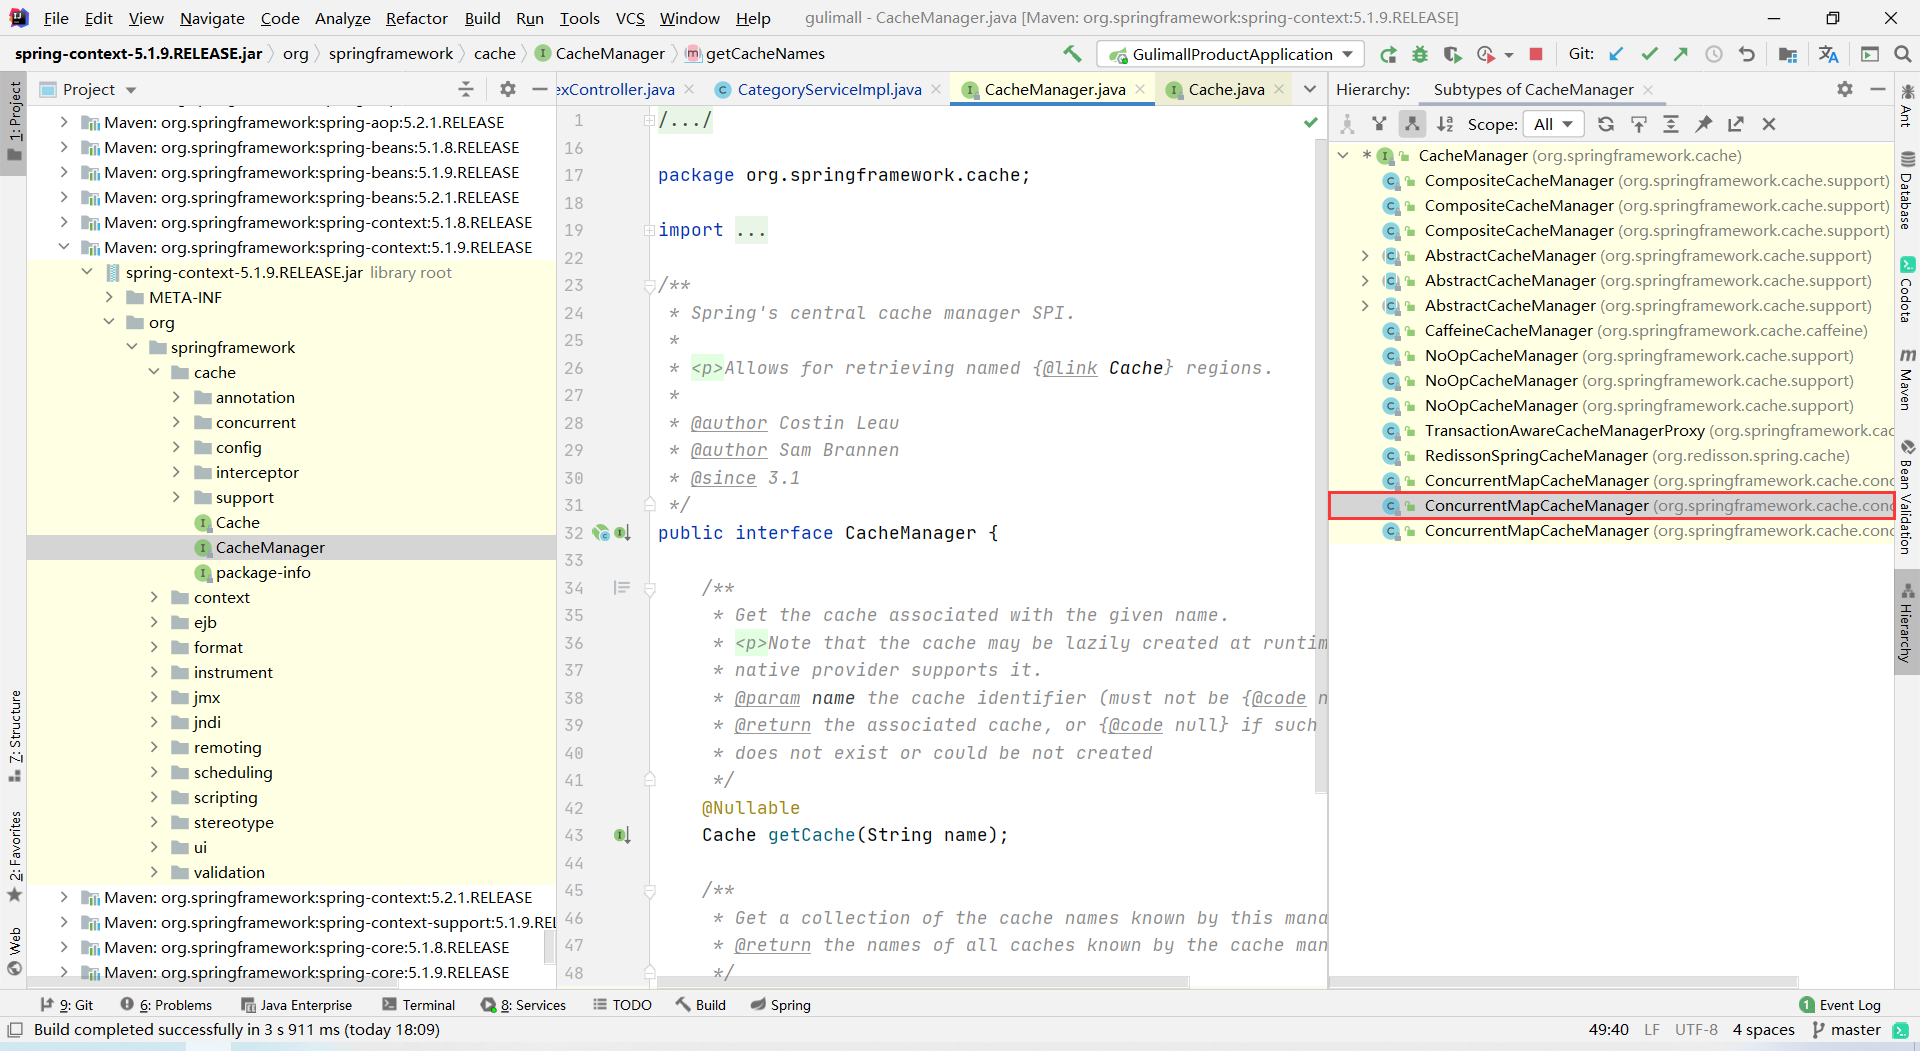 File Edit View Navigate Code Analyze Refactor Build Run Tools VCS Window Help gulimall - CacheManager.java [Maven: org.springframework:spring-context:5.1.9.RELEASE]
spring-context-5.1.9.RELEASE.jar org springframework cache CacheManager getCacheNames GulimallProductApplication Git:
Project
exController.java CategoryServiceImpl.java CacheManager.java Cache.java
Hierarchy: Subtypes of CacheManager
Scope: All
1: Project
7: Structure
2: Favorites
Web
Maven: org.springframework:spring-aop:5.2.1.RELEASE
Maven: org.springframework:spring-beans:5.1.8.RELEASE
Maven: org.springframework:spring-beans:5.1.9.RELEASE
Maven: org.springframework:spring-beans:5.2.1.RELEASE
Maven: org.springframework:spring-context:5.1.8.RELEASE
Maven: org.springframework:spring-context:5.1.9.RELEASE
spring-context-5.1.9.RELEASE.jar library root
META-INF
org
springframework
cache
annotation
concurrent
config
interceptor
support
Cache
CacheManager
package-info
context
ejb
format
instrument
jmx
jndi
remoting
scheduling
scripting
stereotype
ui
validation
Maven: org.springframework:spring-context:5.2.1.RELEASE
Maven: org.springframework:spring-context-support:5.1.9.REL
Maven: org.springframework:spring-core:5.1.8.RELEASE
Maven: org.springframework:spring-core:5.1.9.RELEASE
1 /.../
16
17 package org.springframework.cache;
18
19 import ...
22
23 /**
24 * Spring's central cache manager SPI.
25 *
26 * <p>Allows for retrieving named {@link Cache} regions.
27 *
28 * @author Costin Leau
29 * @author Sam Brannen
30 * @since 3.1
31 */
32 public interface CacheManager {
33
34 /**
35 * Get the cache associated with the given name.
36 * <p>Note that the cache may be lazily created at runtim
37 * native provider supports it.
38 * @param name the cache identifier (must not be {@code n
39 * @return the associated cache, or {@code null} if such
40 * does not exist or could be not created
41 */
42 @Nullable
43 Cache getCache(String name);
44
45 /**
46 * Get a collection of the cache names known by this mana
47 * @return the names of all caches known by the cache man
48 */
* CacheManager (org.springframework.cache)
CompositeCacheManager (org.springframework.cache.support)
CompositeCacheManager (org.springframework.cache.support)
CompositeCacheManager (org.springframework.cache.support)
AbstractCacheManager (org.springframework.cache.support)
AbstractCacheManager (org.springframework.cache.support)
AbstractCacheManager (org.springframework.cache.support)
CaffeineCacheManager (org.springframework.cache.caffeine)
NoOpCacheManager (org.springframework.cache.support)
NoOpCacheManager (org.springframework.cache.support)
NoOpCacheManager (org.springframework.cache.support)
TransactionAwareCacheManagerProxy (org.springframework.cac
RedissonSpringCacheManager (org.redisson.spring.cache)
ConcurrentMapCacheManager (org.springframework.cache.conc
ConcurrentMapCacheManager (org.springframework.cache.conc
ConcurrentMapCacheManager (org.springframework.cache.conc
Ant
Database
Codota
Maven
Bean Validation
Hierarchy
9: Git 6: Problems Java Enterprise Terminal 8: Services TODO Build Spring 1 Event Log
Build completed successfully in 3 s 911 ms (today 18:09) 49:40 LF UTF-8 4 spaces master